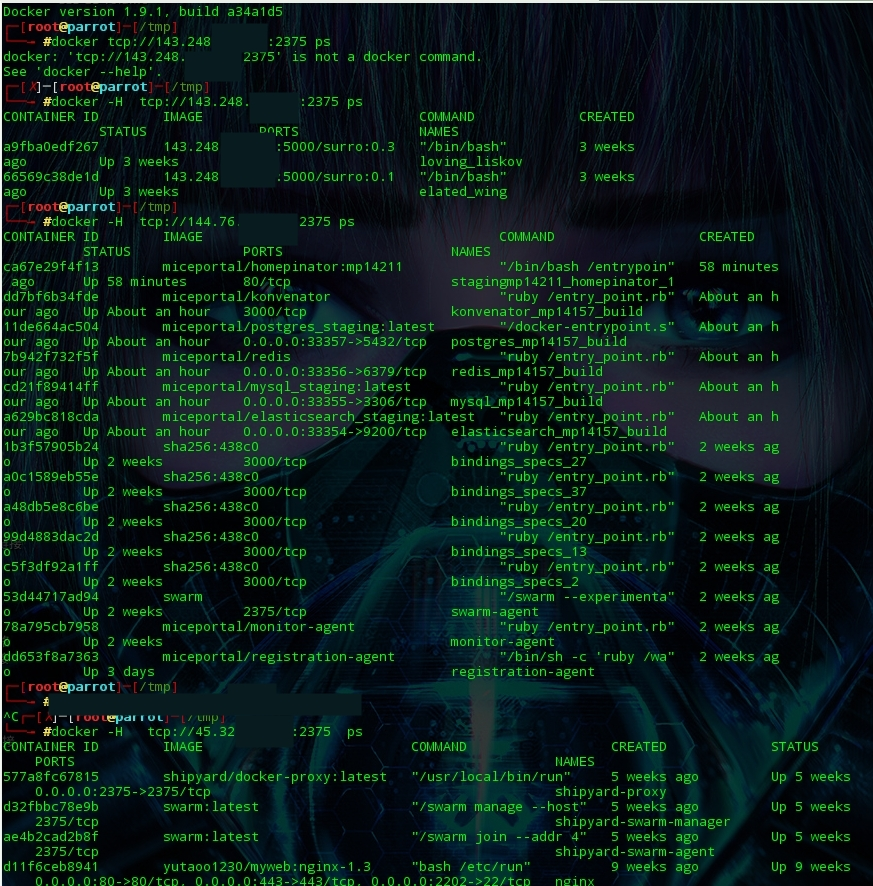 Docker version 1.9.1, build a34a1d5
┌─[root@parrot]─[/tmp]
└──╼ #docker tcp://143.248 :2375 ps
docker: 'tcp://143.248. 2375' is not a docker command.
See 'docker --help'.
┌─[✗]─[root@parrot]─[/tmp]
└──╼ #docker -H tcp://143.248. :2375 ps
CONTAINER ID IMAGE COMMAND CREATED
STATUS PORTS NAMES
a9fba0edf267 143.248 :5000/surro:0.3 "/bin/bash" 3 weeks
ago Up 3 weeks loving_liskov
66569c38de1d 143.248 :5000/surro:0.1 "/bin/bash" 3 weeks
ago Up 3 weeks elated_wing
┌─[root@parrot]─[/tmp]
└──╼ #docker -H tcp://144.76. 2375 ps
CONTAINER ID IMAGE COMMAND CREATED
STATUS PORTS NAMES
ca67e29f4f13 miceportal/homepinator:mp14211 "/bin/bash /entrypoin" 58 minutes
ago Up 58 minutes 80/tcp stagingmp14211_homepinator_1
dd7bf6b34fde miceportal/konvenator "ruby /entry_point.rb" About an h
our ago Up About an hour 3000/tcp konvenator_mp14157_build
11de664ac504 miceportal/postgres_staging:latest "/docker-entrypoint.s" About an h
our ago Up About an hour 0.0.0.0:33357->5432/tcp postgres_mp14157_build
7b942f732f5f miceportal/redis "ruby /entry_point.rb" About an h
our ago Up About an hour 0.0.0.0:33356->6379/tcp redis_mp14157_build
cd21f89414ff miceportal/mysql_staging:latest "ruby /entry_point.rb" About an h
our ago Up About an hour 0.0.0.0:33355->3306/tcp mysql_mp14157_build
a629bc818cda miceportal/elasticsearch_staging:latest "ruby /entry_point.rb" About an h
our ago Up About an hour 0.0.0.0:33354->9200/tcp elasticsearch_mp14157_build
1b3f57905b24 sha256:438c0 "ruby /entry_point.rb" 2 weeks ag
o Up 2 weeks 3000/tcp bindings_specs_27
a0c1589eb55e sha256:438c0 "ruby /entry_point.rb" 2 weeks ag
o Up 2 weeks 3000/tcp bindings_specs_37
a48db5e8c6be sha256:438c0 "ruby /entry_point.rb" 2 weeks ag
o Up 2 weeks 3000/tcp bindings_specs_20
99d4883dac2d sha256:438c0 "ruby /entry_point.rb" 2 weeks ag
o Up 2 weeks 3000/tcp bindings_specs_13
c5f3df92a1ff sha256:438c0 "ruby /entry_point.rb" 2 weeks ag
o Up 2 weeks 3000/tcp bindings_specs_2
53d44717ad94 swarm "/swarm --experimenta" 2 weeks ag
o Up 2 weeks 2375/tcp swarm-agent
78a795cb7958 miceportal/monitor-agent "ruby /entry_point.rb" 2 weeks ag
o Up 2 weeks monitor-agent
dd653f8a7363 miceportal/registration-agent "/bin/sh -c 'ruby /wa" 2 weeks ag
o Up 3 days registration-agent
┌─[root@parrot]─[/tmp]
└──╼ #
^C┌─[✗]─[root@parrot]─[/tmp]
└──╼ #docker -H tcp://45.32 :2375 ps
CONTAINER ID IMAGE COMMAND CREATED STATUS
PORTS NAMES
577a8fc67815 shipyard/docker-proxy:latest "/usr/local/bin/run" 5 weeks ago Up 5 weeks
0.0.0.0:2375->2375/tcp shipyard-proxy
d32fbbc78e9b swarm:latest "/swarm manage --host" 5 weeks ago Up 5 weeks
2375/tcp shipyard-swarm-manager
ae4b2cad2b8f swarm:latest "/swarm join --addr 4" 5 weeks ago Up 5 weeks
2375/tcp shipyard-swarm-agent
d11f6ceb8941 yutaoo1230/myweb:nginx-1.3 "bash /etc/run" 9 weeks ago Up 9 weeks
0.0.0.0:80->80/tcp, 0.0.0.0:443->443/tcp, 0.0.0.0:2202->22/tcp nginx